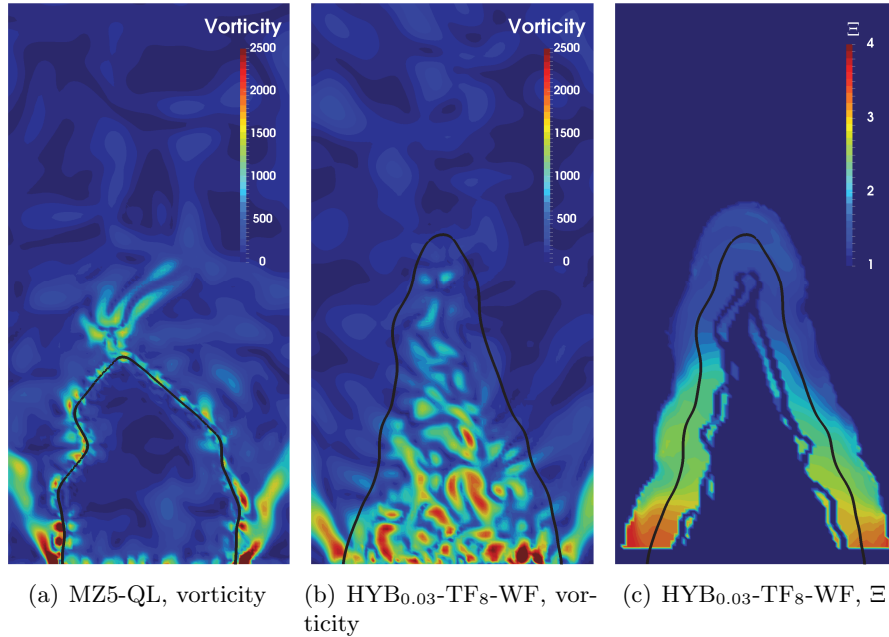 Vorticity
2500
2000
1500
1000
500
0
Vorticity
2500
2000
1500
1000
500
0
Ξ
4
3
2
1
(a) MZ5-QL, vorticity
(b) HYB₀.₀₃-TF₈-WF, vor-
ticity
(c) HYB₀.₀₃-TF₈-WF, Ξ